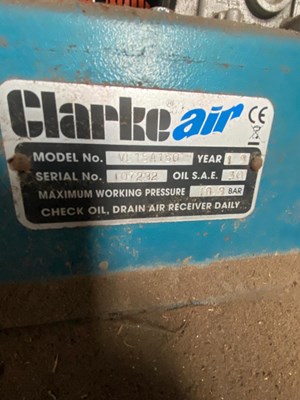 Clarke air CE
MODEL No. YEAR
SERIAL No. OIL S.A.E. 30
MAXIMUM WORKING PRESSURE BAR
CHECK OIL, DRAIN AIR RECEIVER DAILY